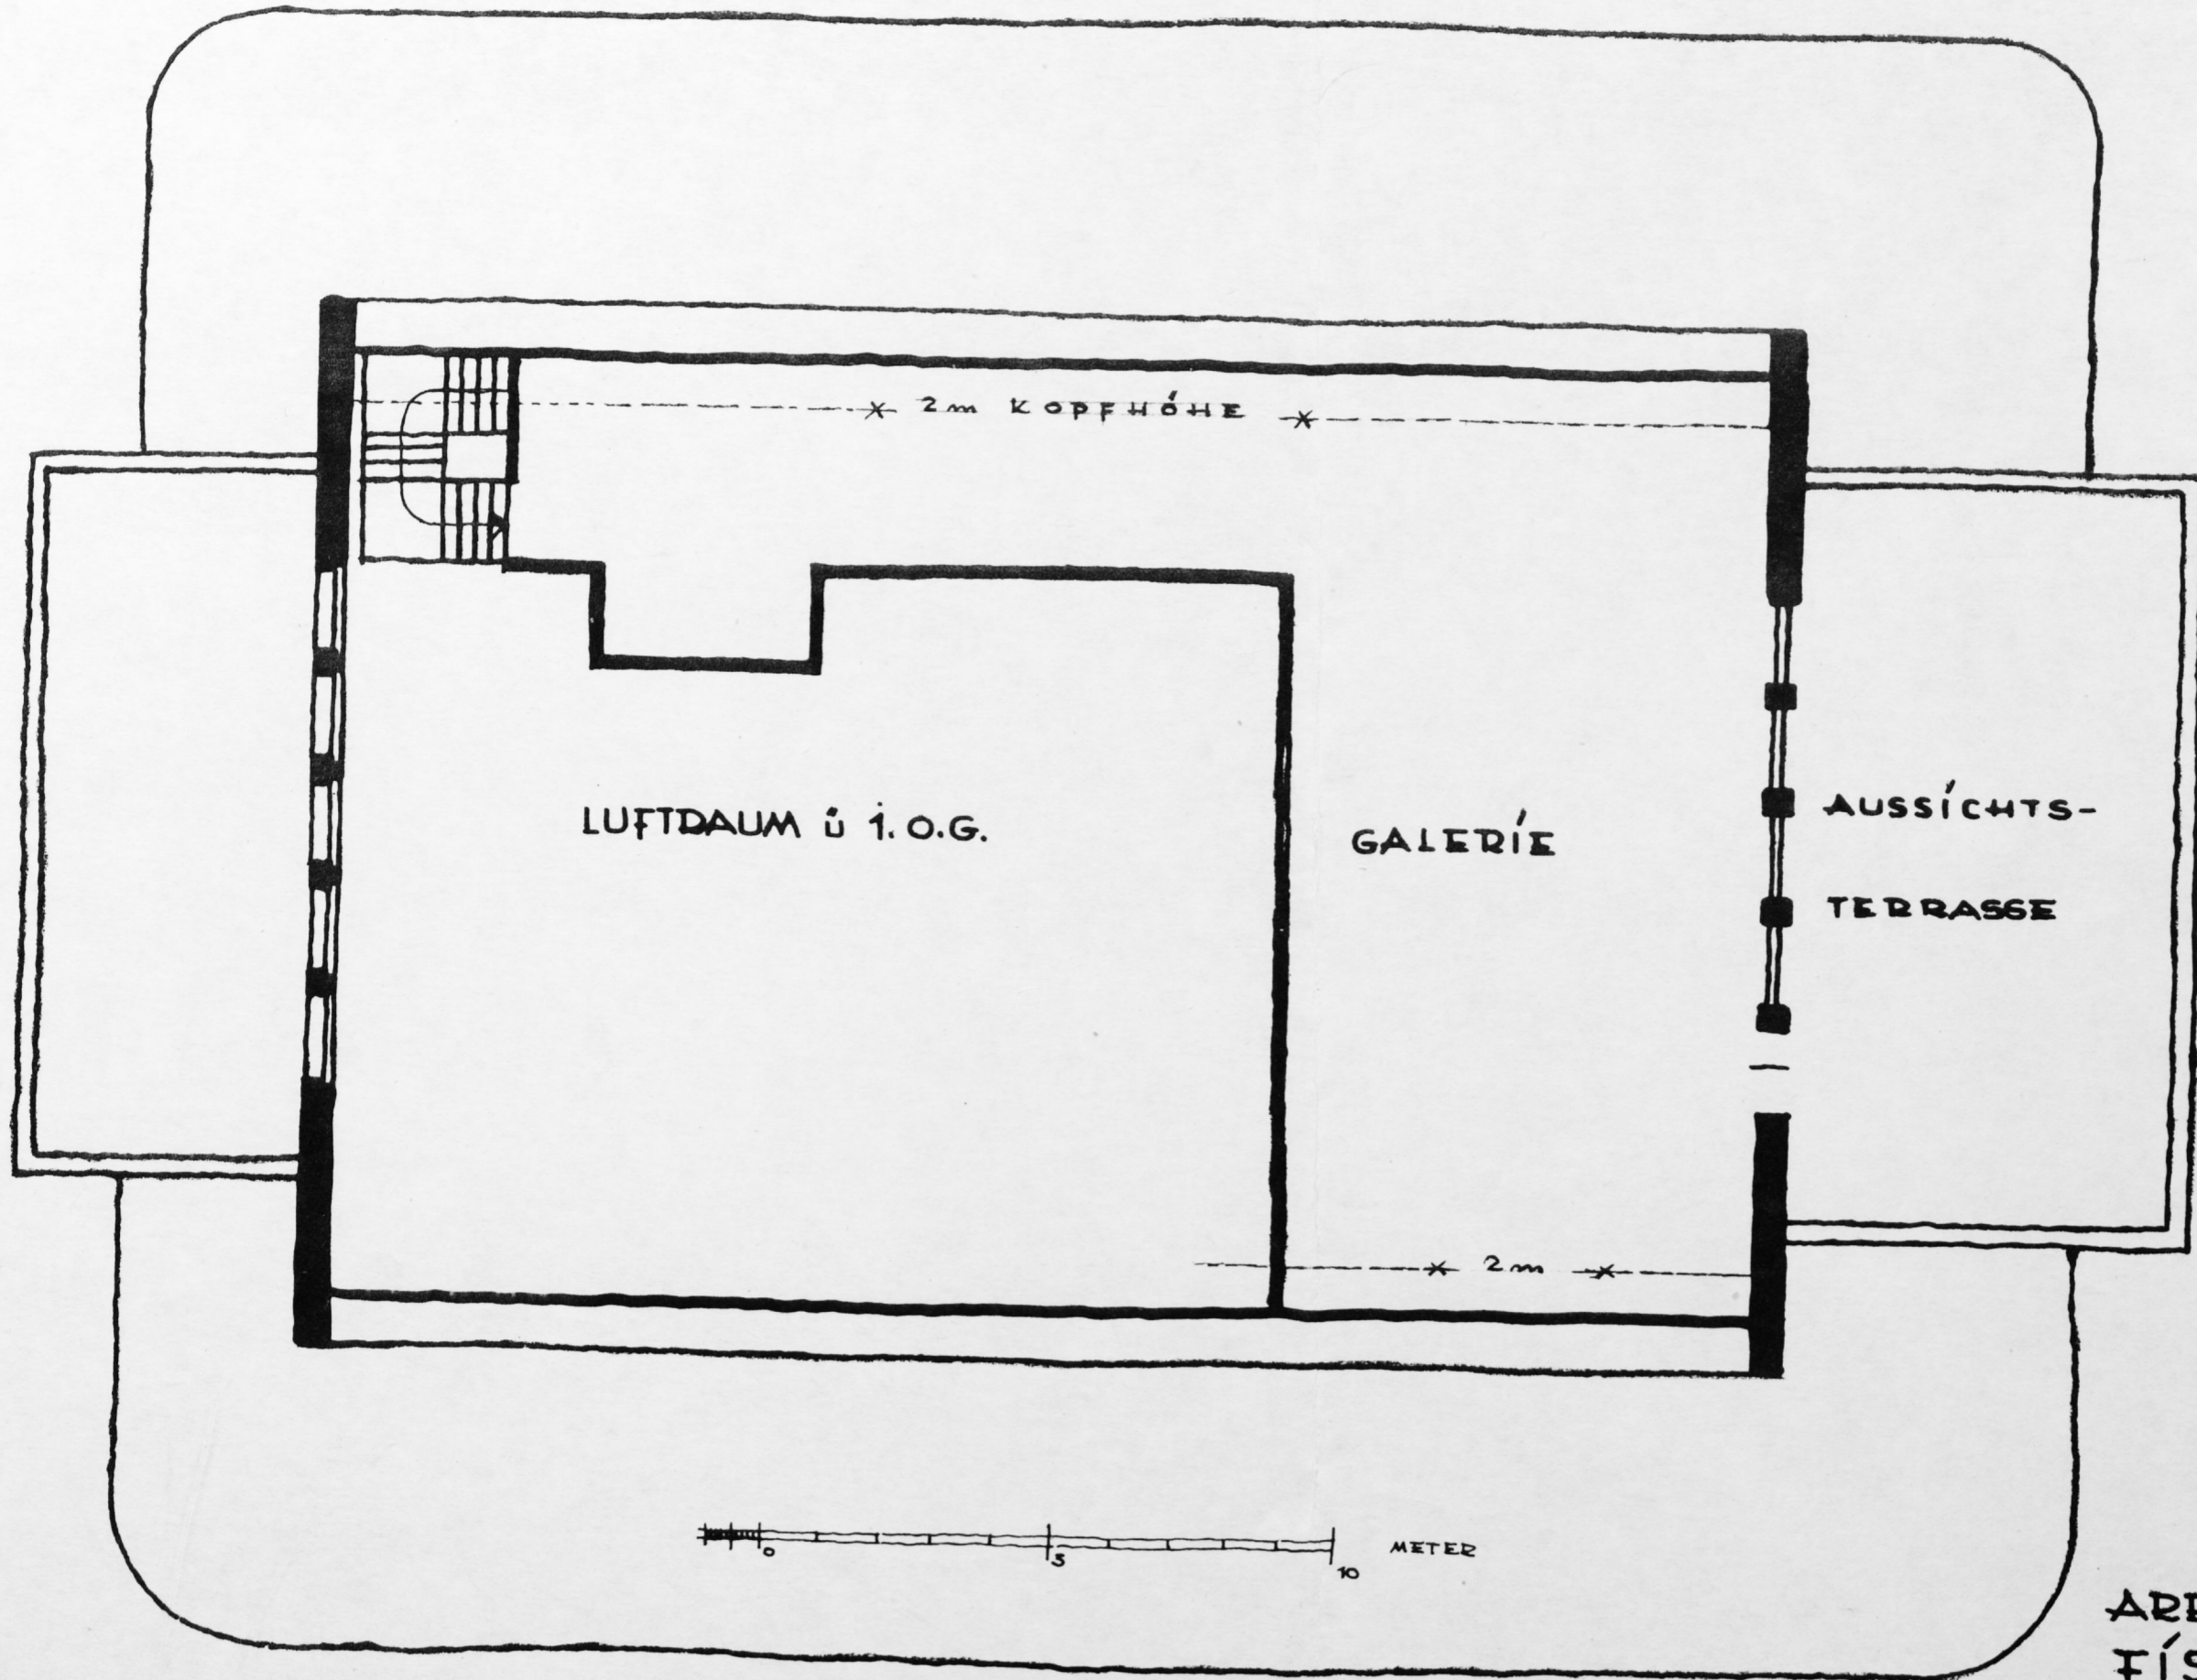 2m KOPFHÖHE
LUFTRAUM ü 1.O.G.
GALERIE
AUSSICHTS-
TERRASSE
2m
0 5 10 METER